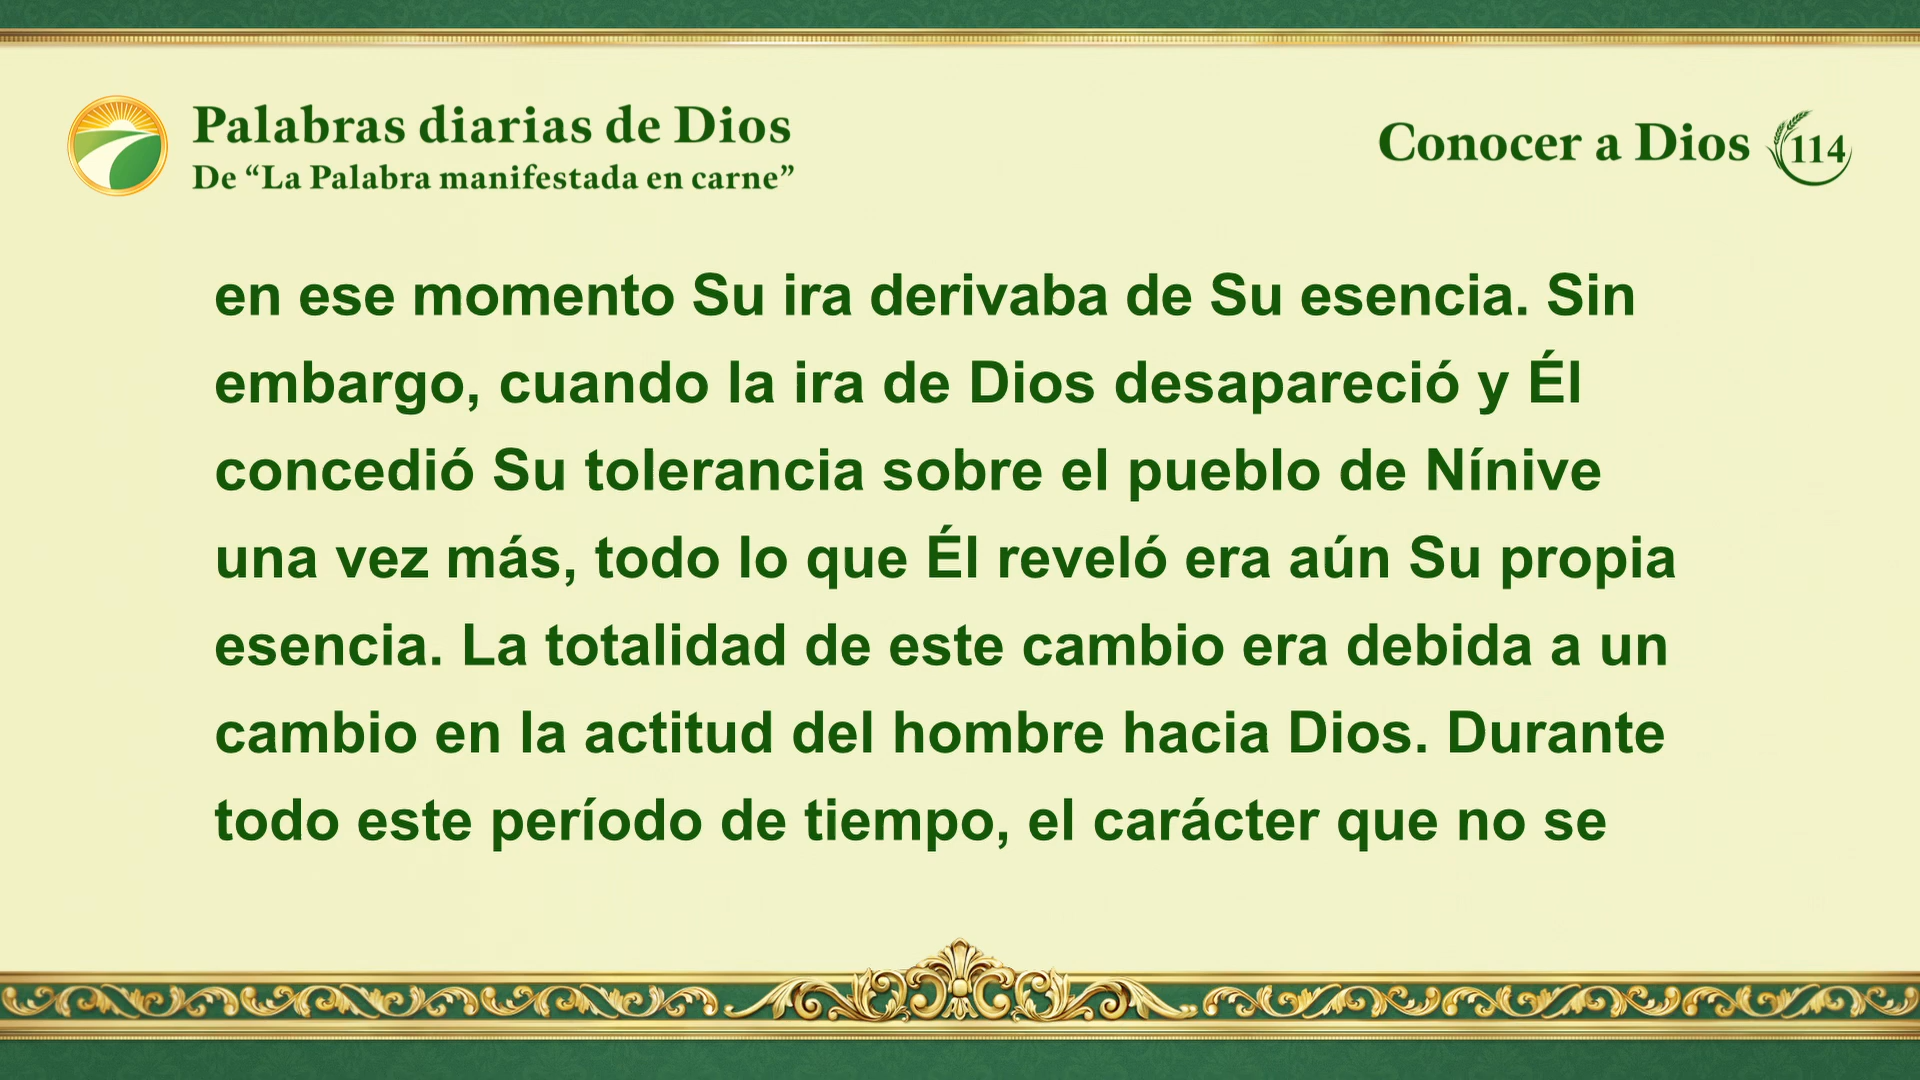 Palabras diarias de Dios
De “La Palabra manifestada en carne”
Conocer a Dios 114
en ese momento Su ira derivaba de Su esencia. Sin
embargo, cuando la ira de Dios desapareció y Él
concedió Su tolerancia sobre el pueblo de Nínive
una vez más, todo lo que Él reveló era aún Su propia
esencia. La totalidad de este cambio era debida a un
cambio en la actitud del hombre hacia Dios. Durante
todo este período de tiempo, el carácter que no se